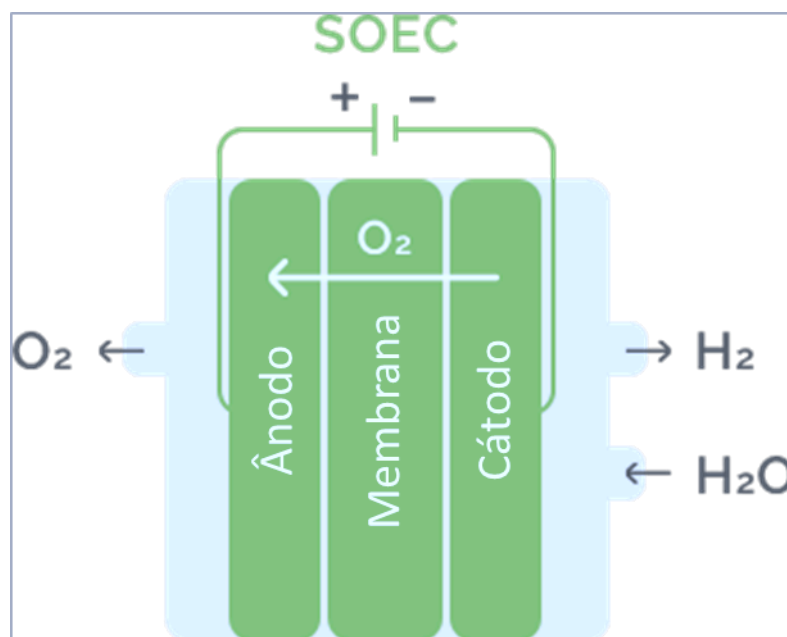 SOEC
+ −
O₂
O₂ ← → H₂
← H₂O
Ânodo
Membrana
Cátodo